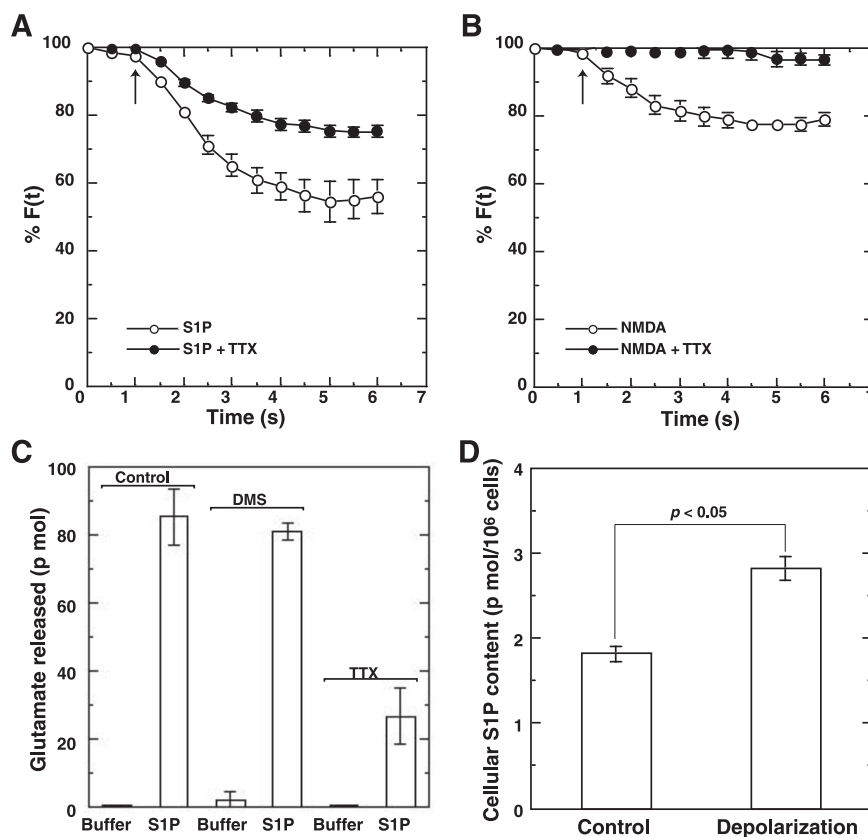 A
% F(t)
100
80
60
40
20
0
S1P
S1P + TTX
0 1 2 3 4 5 6 7
Time (s)
B
% F(t)
100
80
60
40
20
0
NMDA
NMDA + TTX
0 1 2 3 4 5 6 7
Time (s)
C
Glutamate released (p mol)
100
80
60
40
20
0
Control
DMS
TTX
Buffer S1P Buffer S1P Buffer S1P
D
Cellular S1P content (p mol/10⁶ cells)
4
3
2
1
0
p < 0.05
Control Depolarization